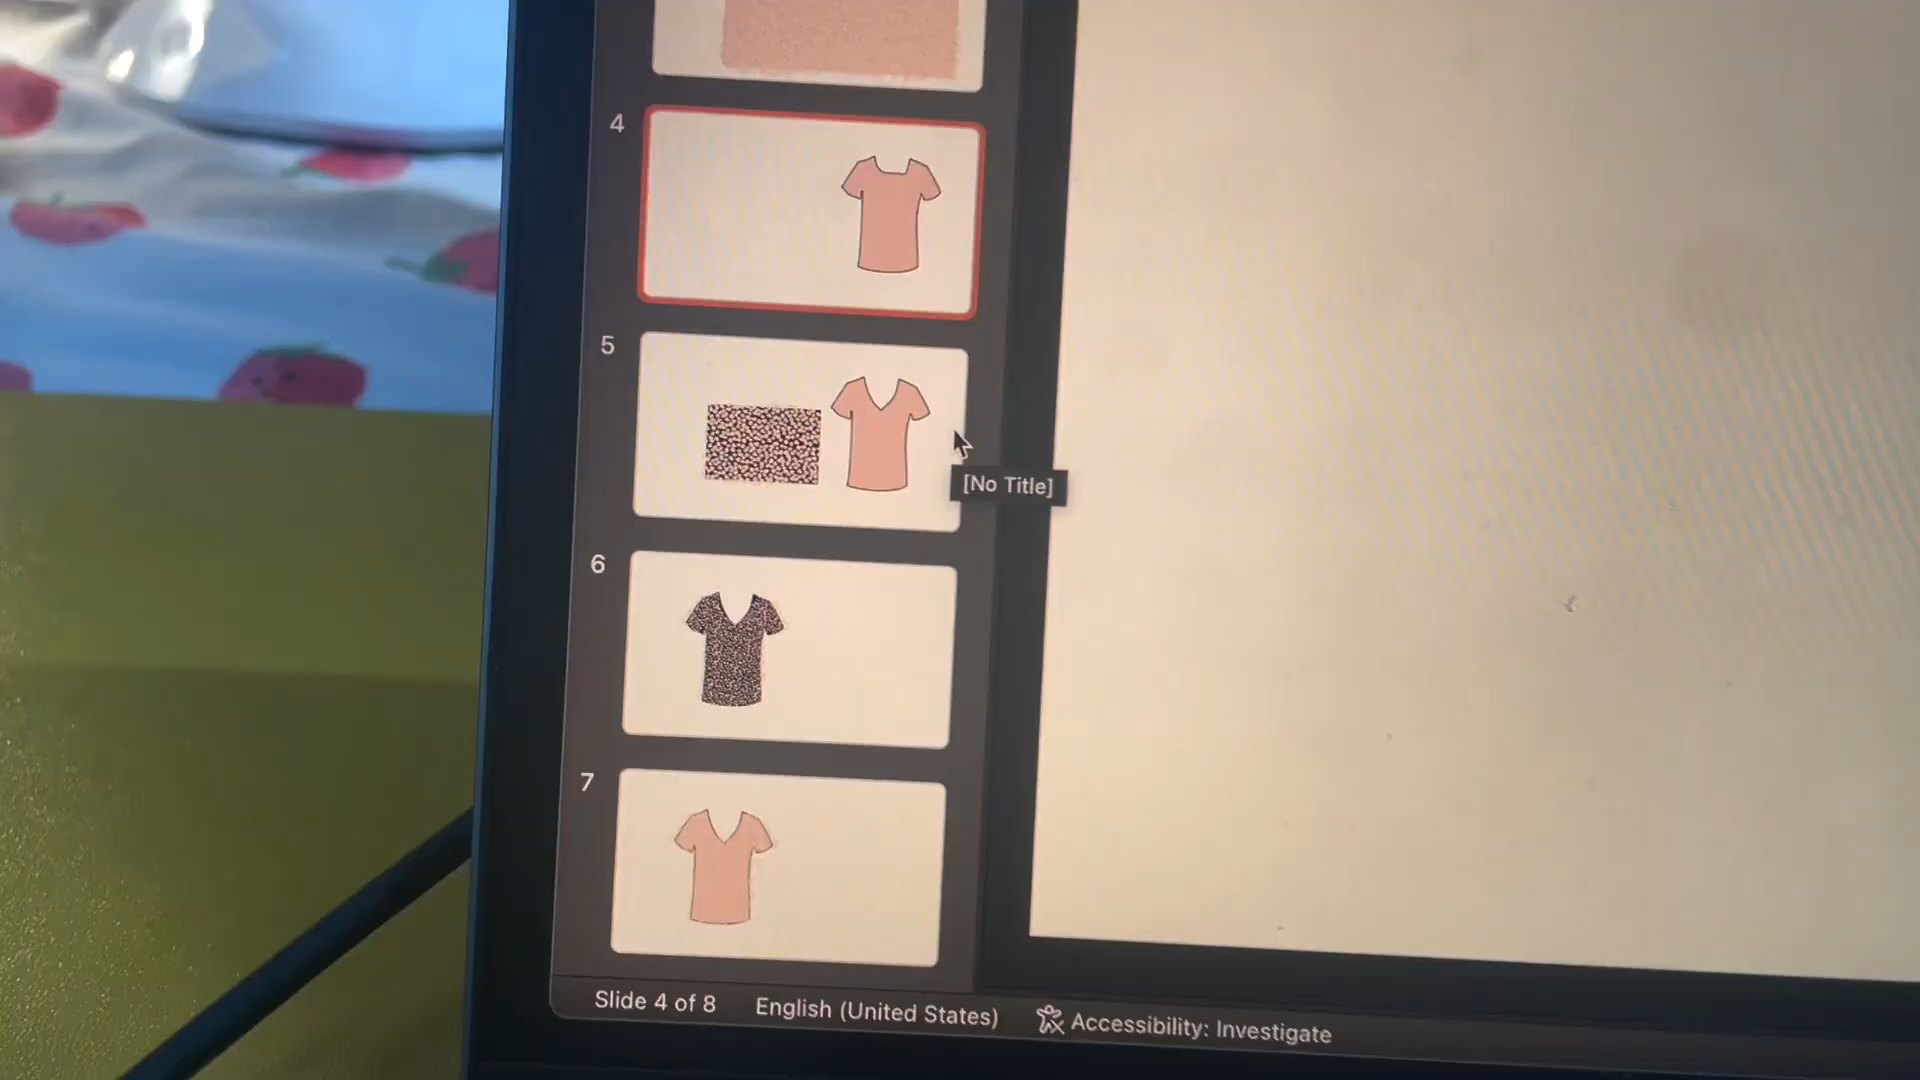 4
5
[No Title]
6
7
Slide 4 of 8
English (United States)
Accessibility: Investigate